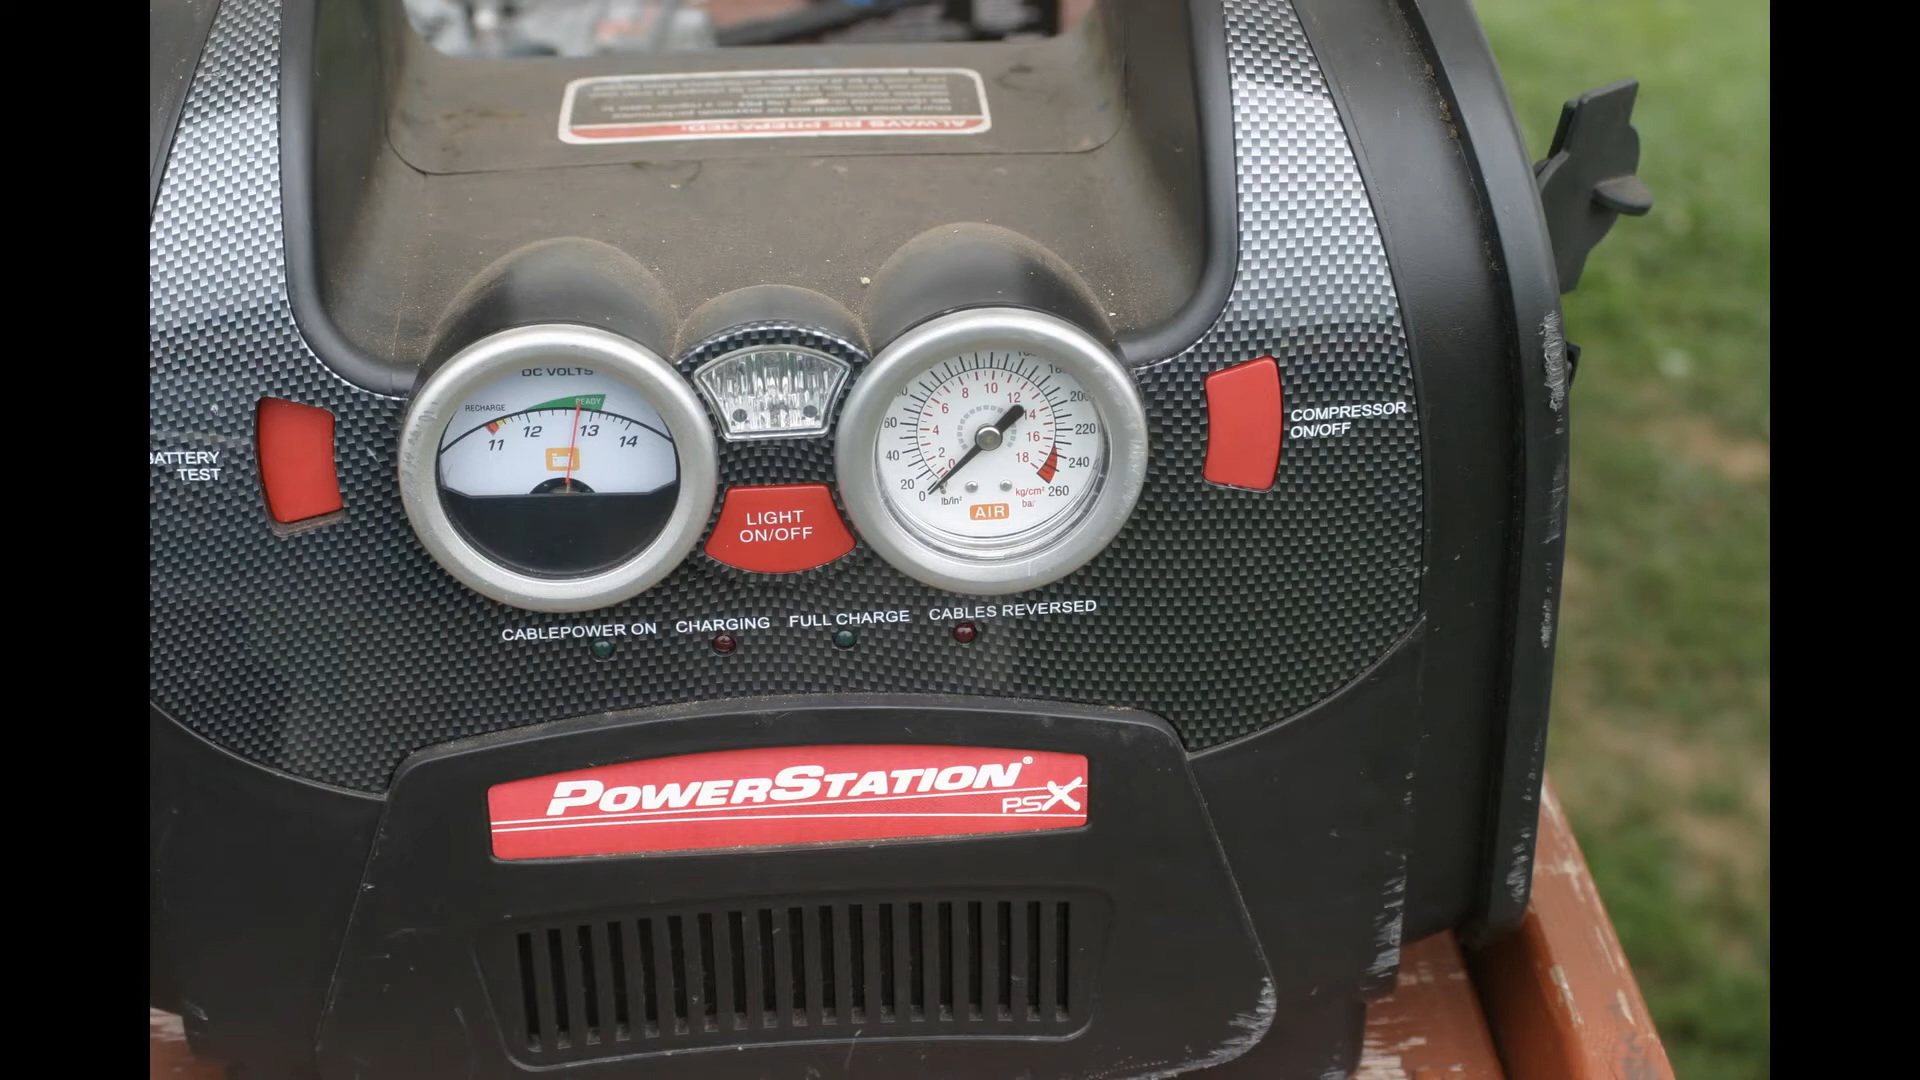 ALWAYS BE PREPARED!
DC VOLTS
RECHARGE
READY
11 12 13 14
BATTERY
TEST
LIGHT
ON/OFF
0 20 40 60 200 220 240 260
0 2 4 6 8 10 12 14 16 18
lb/in²
kg/cm²
bar
AIR
COMPRESSOR
ON/OFF
CABLEPOWER ON
CHARGING
FULL CHARGE
CABLES REVERSED
POWERSTATION®
PSX